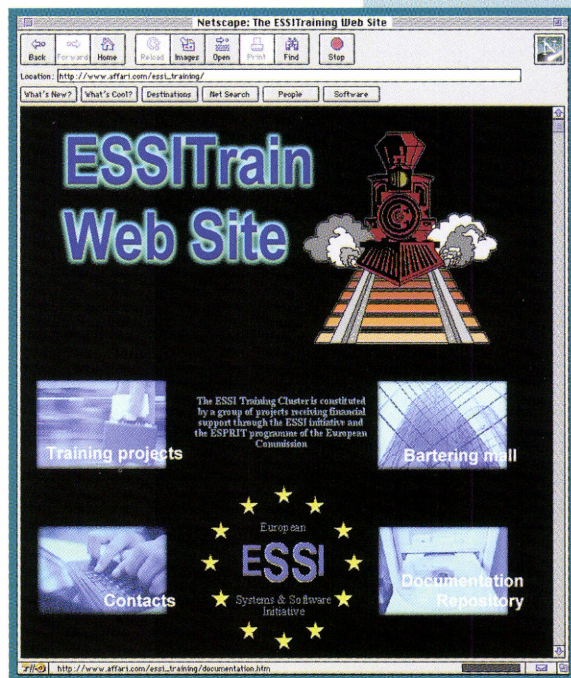 Netscape: The ESSITraining Web Site
Back Forward Home Reload Images Open Print Find Stop
N
Location: http://www.affari.com/essi_training/
What's New? What's Cool? Destinations Net Search People Software
ESSITrain
Web Site
Training projects
The ESSI Training Cluster is constituted
by a group of projects receiving financial
support through the ESSI initiative and
the ESPRIT programme of the European
Commission
Bartering mall
Contacts
European
ESSI
Systems & Software
Initiative
Documentation
Repository
http://www.affari.com/essi_training/documentation.htm